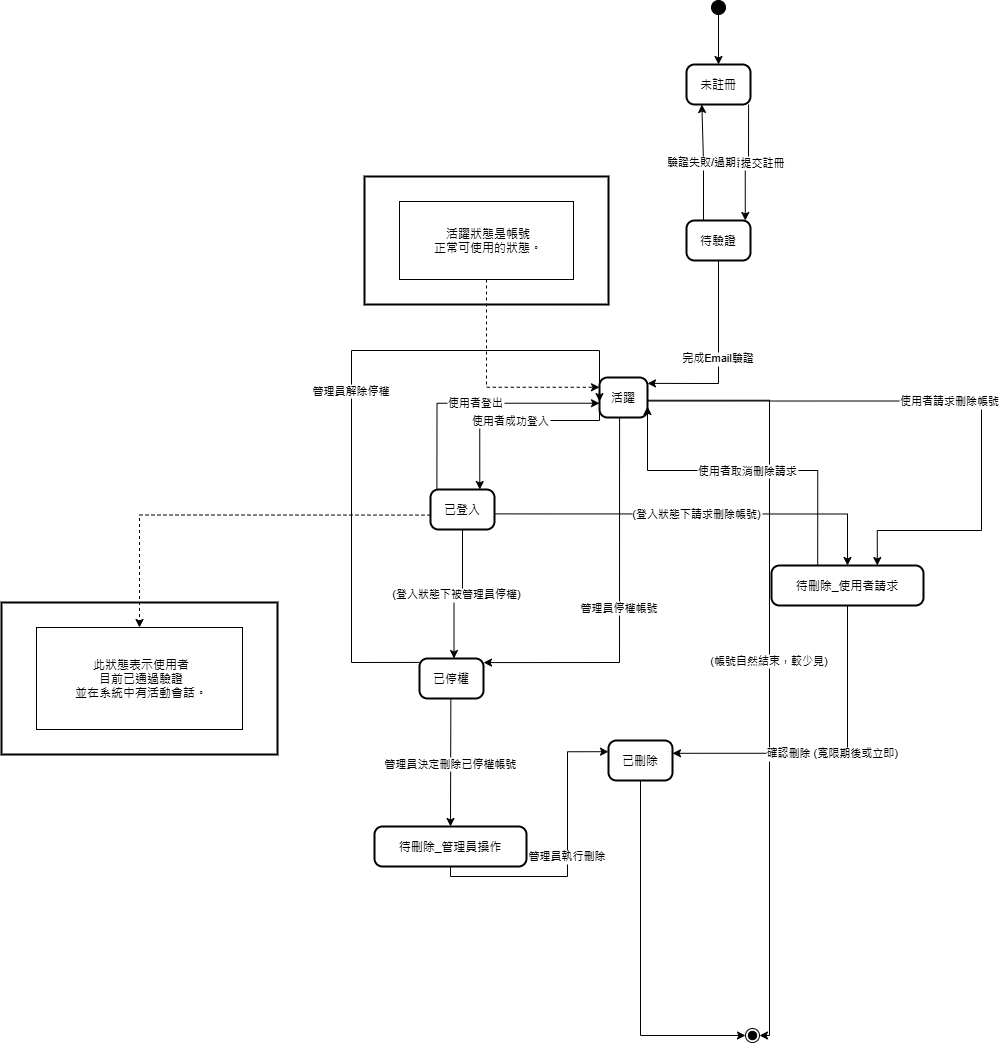 未註冊
驗證失敗/過期
提交註冊
待驗證
活躍狀態是帳號
正常可使用的狀態。
完成Email驗證
管理員解除停權
活躍
使用者登出
使用者請求刪除帳號
使用者成功登入
使用者取消刪除請求
已登入
(登入狀態下請求刪除帳號)
待刪除_使用者請求
(登入狀態下被管理員停權)
管理員停權帳號
此狀態表示使用者
目前已通過驗證
並在系統中有活動會話。
(帳號自然結束，較少見)
已停權
已刪除
確認刪除 (寬限期後或立即)
管理員決定刪除已停權帳號
待刪除_管理員操作
管理員執行刪除